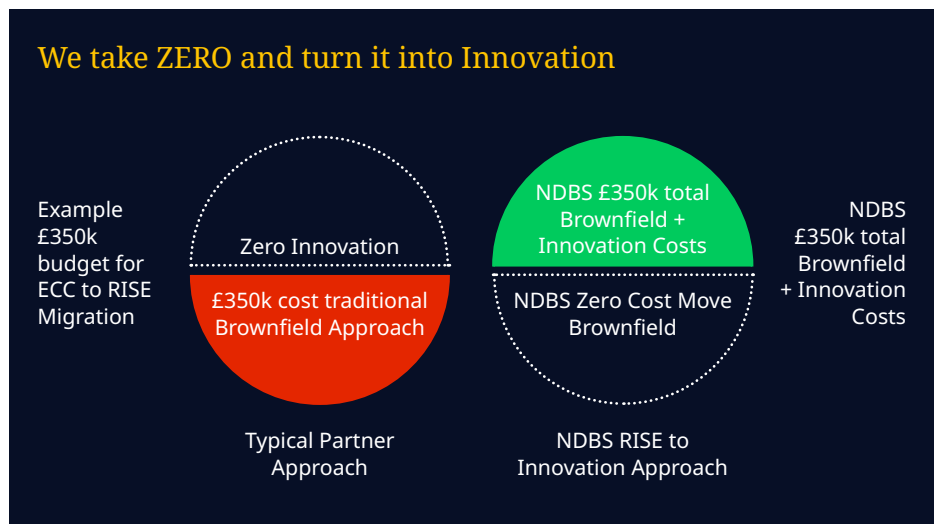 We take ZERO and turn it into Innovation
Example
£350k
budget for
ECC to RISE
Migration
Zero Innovation
£350k cost traditional
Brownfield Approach
Typical Partner
Approach
NDBS £350k total
Brownfield +
Innovation Costs
NDBS Zero Cost Move
Brownfield
NDBS RISE to
Innovation Approach
NDBS
£350k total
Brownfield
+ Innovation
Costs